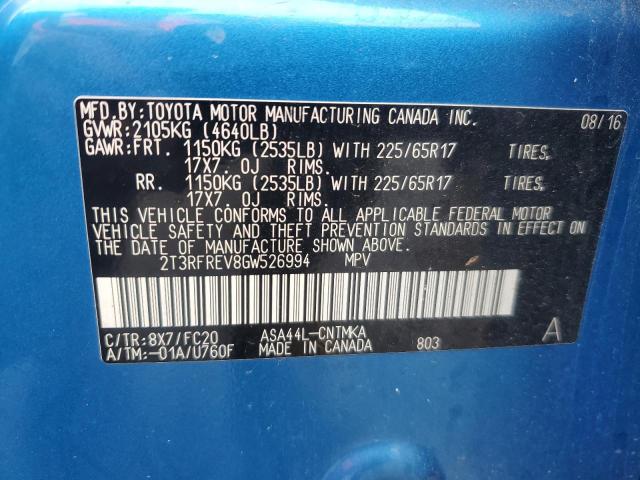 MFD.BY:TOYOTA MOTOR MANUFACTURING CANADA INC. 08/16
GVWR:2105KG (4640LB)
GAWR:FRT. 1150KG (2535LB) WITH 225/65R17 TIRES,
17X7.0J RIMS.
RR. 1150KG (2535LB) WITH 225/65R17 TIRES,
17X7.0J RIMS.
THIS VEHICLE CONFORMS TO ALL APPLICABLE FEDERAL MOTOR
VEHICLE SAFETY AND THEFT PREVENTION STANDARDS IN EFFECT ON
THE DATE OF MANUFACTURE SHOWN ABOVE.
2T3RFREV8GW526994 MPV
C/TR:8X7/FC20 ASA44L-CNTMKA A
A/TM:-01A/U760F MADE IN CANADA 803